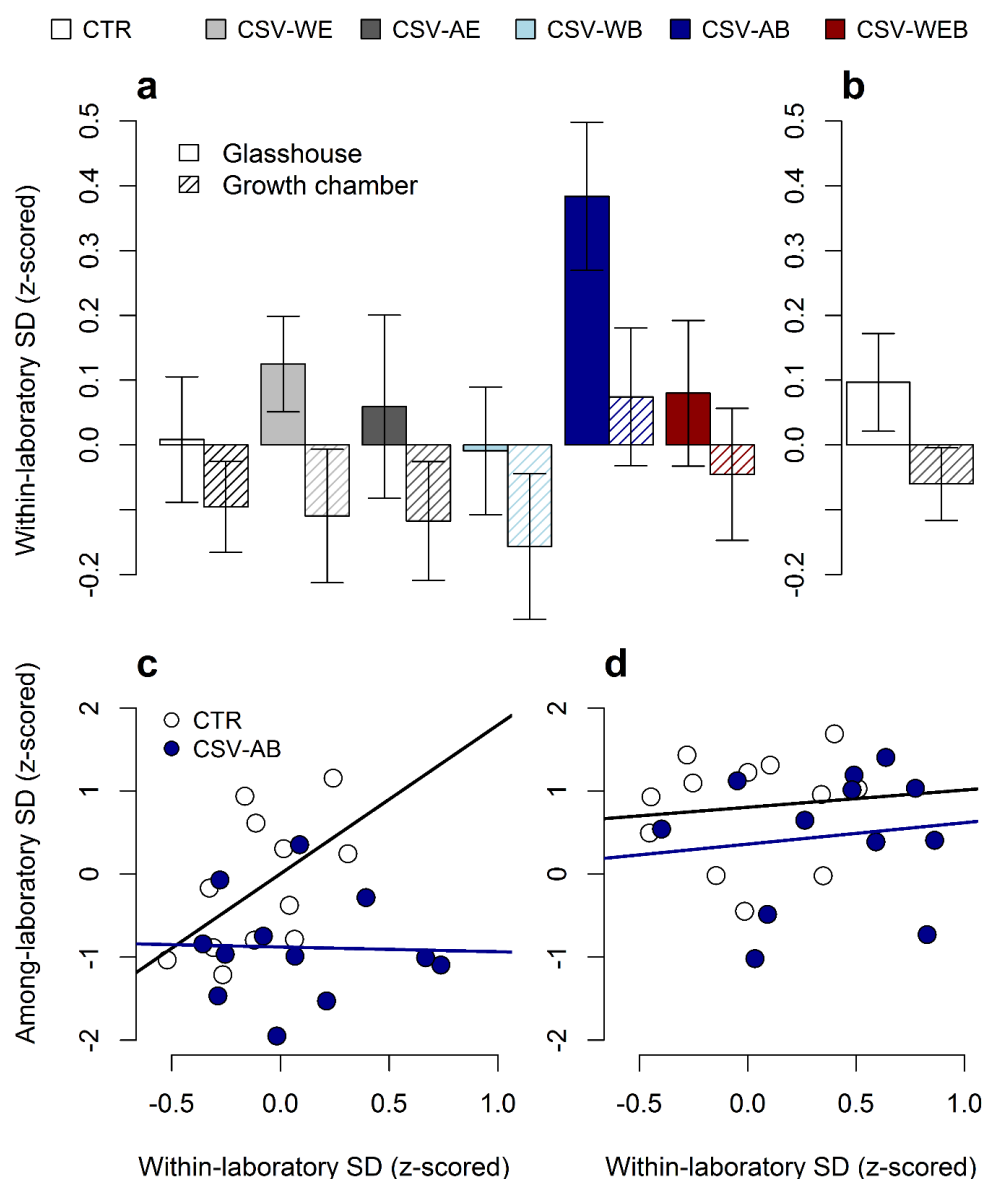 CTR CSV-WE CSV-AE CSV-WB CSV-AB CSV-WEB
a b
Within-laboratory SD (z-scored)
0.5
0.4
0.3
0.2
0.1
0.0
-0.2
Glasshouse
Growth chamber
0.5
0.4
0.3
0.2
0.1
0.0
-0.2
c d
Among-laboratory SD (z-scored)
2
1
0
-1
-2
CTR
CSV-AB
2
1
0
-1
-2
-0.5 0.0 0.5 1.0
-0.5 0.0 0.5 1.0
Within-laboratory SD (z-scored)
Within-laboratory SD (z-scored)